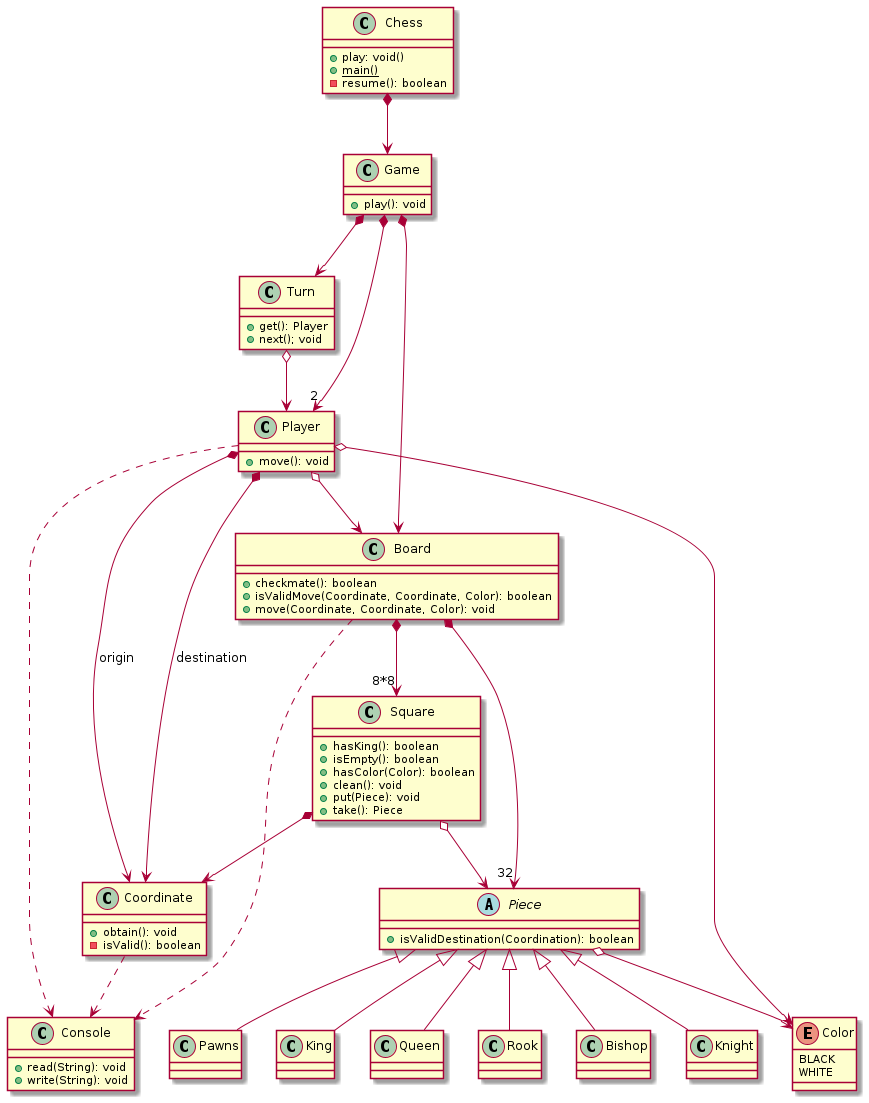 C Chess
play: void()
main()
resume(): boolean
C Game
play(): void
C Turn
get(): Player
next(); void
2
C Player
move(): void
C Board
checkmate(): boolean
isValidMove(Coordinate, Coordinate, Color): boolean
move(Coordinate, Coordinate, Color): void
origin
destination
8*8
C Square
hasKing(): boolean
isEmpty(): boolean
hasColor(Color): boolean
clean(): void
put(Piece): void
take(): Piece
32
C Coordinate
obtain(): void
isValid(): boolean
A Piece
isValidDestination(Coordination): boolean
C Console
read(String): void
write(String): void
C Pawns
C King
C Queen
C Rook
C Bishop
C Knight
E Color
BLACK
WHITE